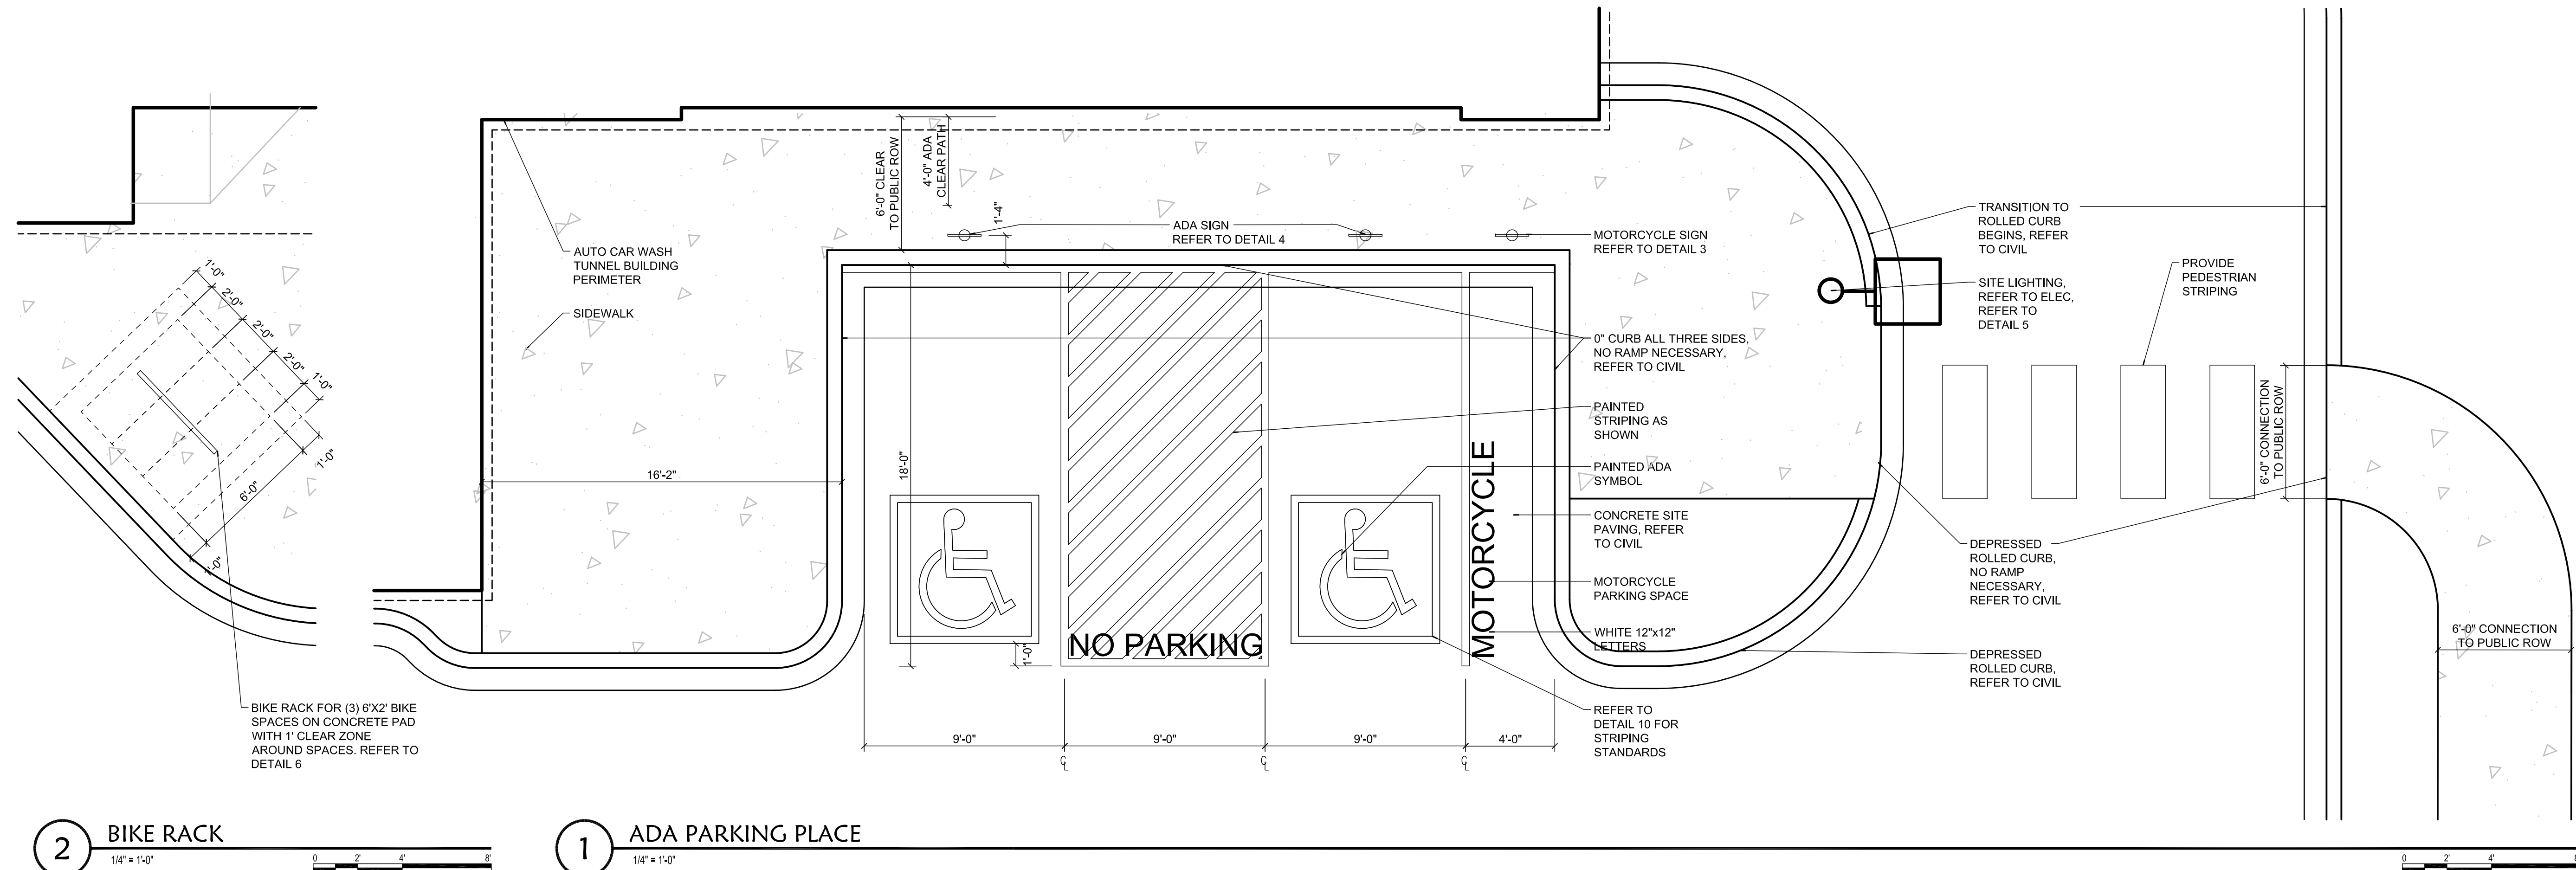 1'-0"
2'-0"
2'-0"
2'-0"
1'-0"
1'-0"
6'-0"
1'-0"
BIKE RACK FOR (3) 6'X2' BIKE
SPACES ON CONCRETE PAD
WITH 1' CLEAR ZONE
AROUND SPACES. REFER TO
DETAIL 6
2
BIKE RACK
1/4" = 1'-0"
0 2' 4' 8'
AUTO CAR WASH
TUNNEL BUILDING
PERIMETER
SIDEWALK
16'-2"
6'-0" CLEAR
TO PUBLIC ROW
4'-0" ADA
CLEAR PATH
1'-4"
ADA SIGN
REFER TO DETAIL 4
18'-0"
1'-0"
NO PARKING
MOTORCYCLE
9'-0"
9'-0"
9'-0"
4'-0"
CL
CL
CL
MOTORCYCLE SIGN
REFER TO DETAIL 3
0" CURB ALL THREE SIDES,
NO RAMP NECESSARY,
REFER TO CIVIL
PAINTED
STRIPING AS
SHOWN
PAINTED ADA
SYMBOL
CONCRETE SITE
PAVING, REFER
TO CIVIL
MOTORCYCLE
PARKING SPACE
WHITE 12"x12"
LETTERS
REFER TO
DETAIL 10 FOR
STRIPING
STANDARDS
TRANSITION TO
ROLLED CURB
BEGINS, REFER
TO CIVIL
SITE LIGHTING,
REFER TO ELEC,
REFER TO
DETAIL 5
PROVIDE
PEDESTRIAN
STRIPING
6'-0" CONNECTION
TO PUBLIC ROW
DEPRESSED
ROLLED CURB,
NO RAMP
NECESSARY,
REFER TO CIVIL
DEPRESSED
ROLLED CURB,
REFER TO CIVIL
6'-0" CONNECTION
TO PUBLIC ROW
1
ADA PARKING PLACE
1/4" = 1'-0"
0 2' 4'